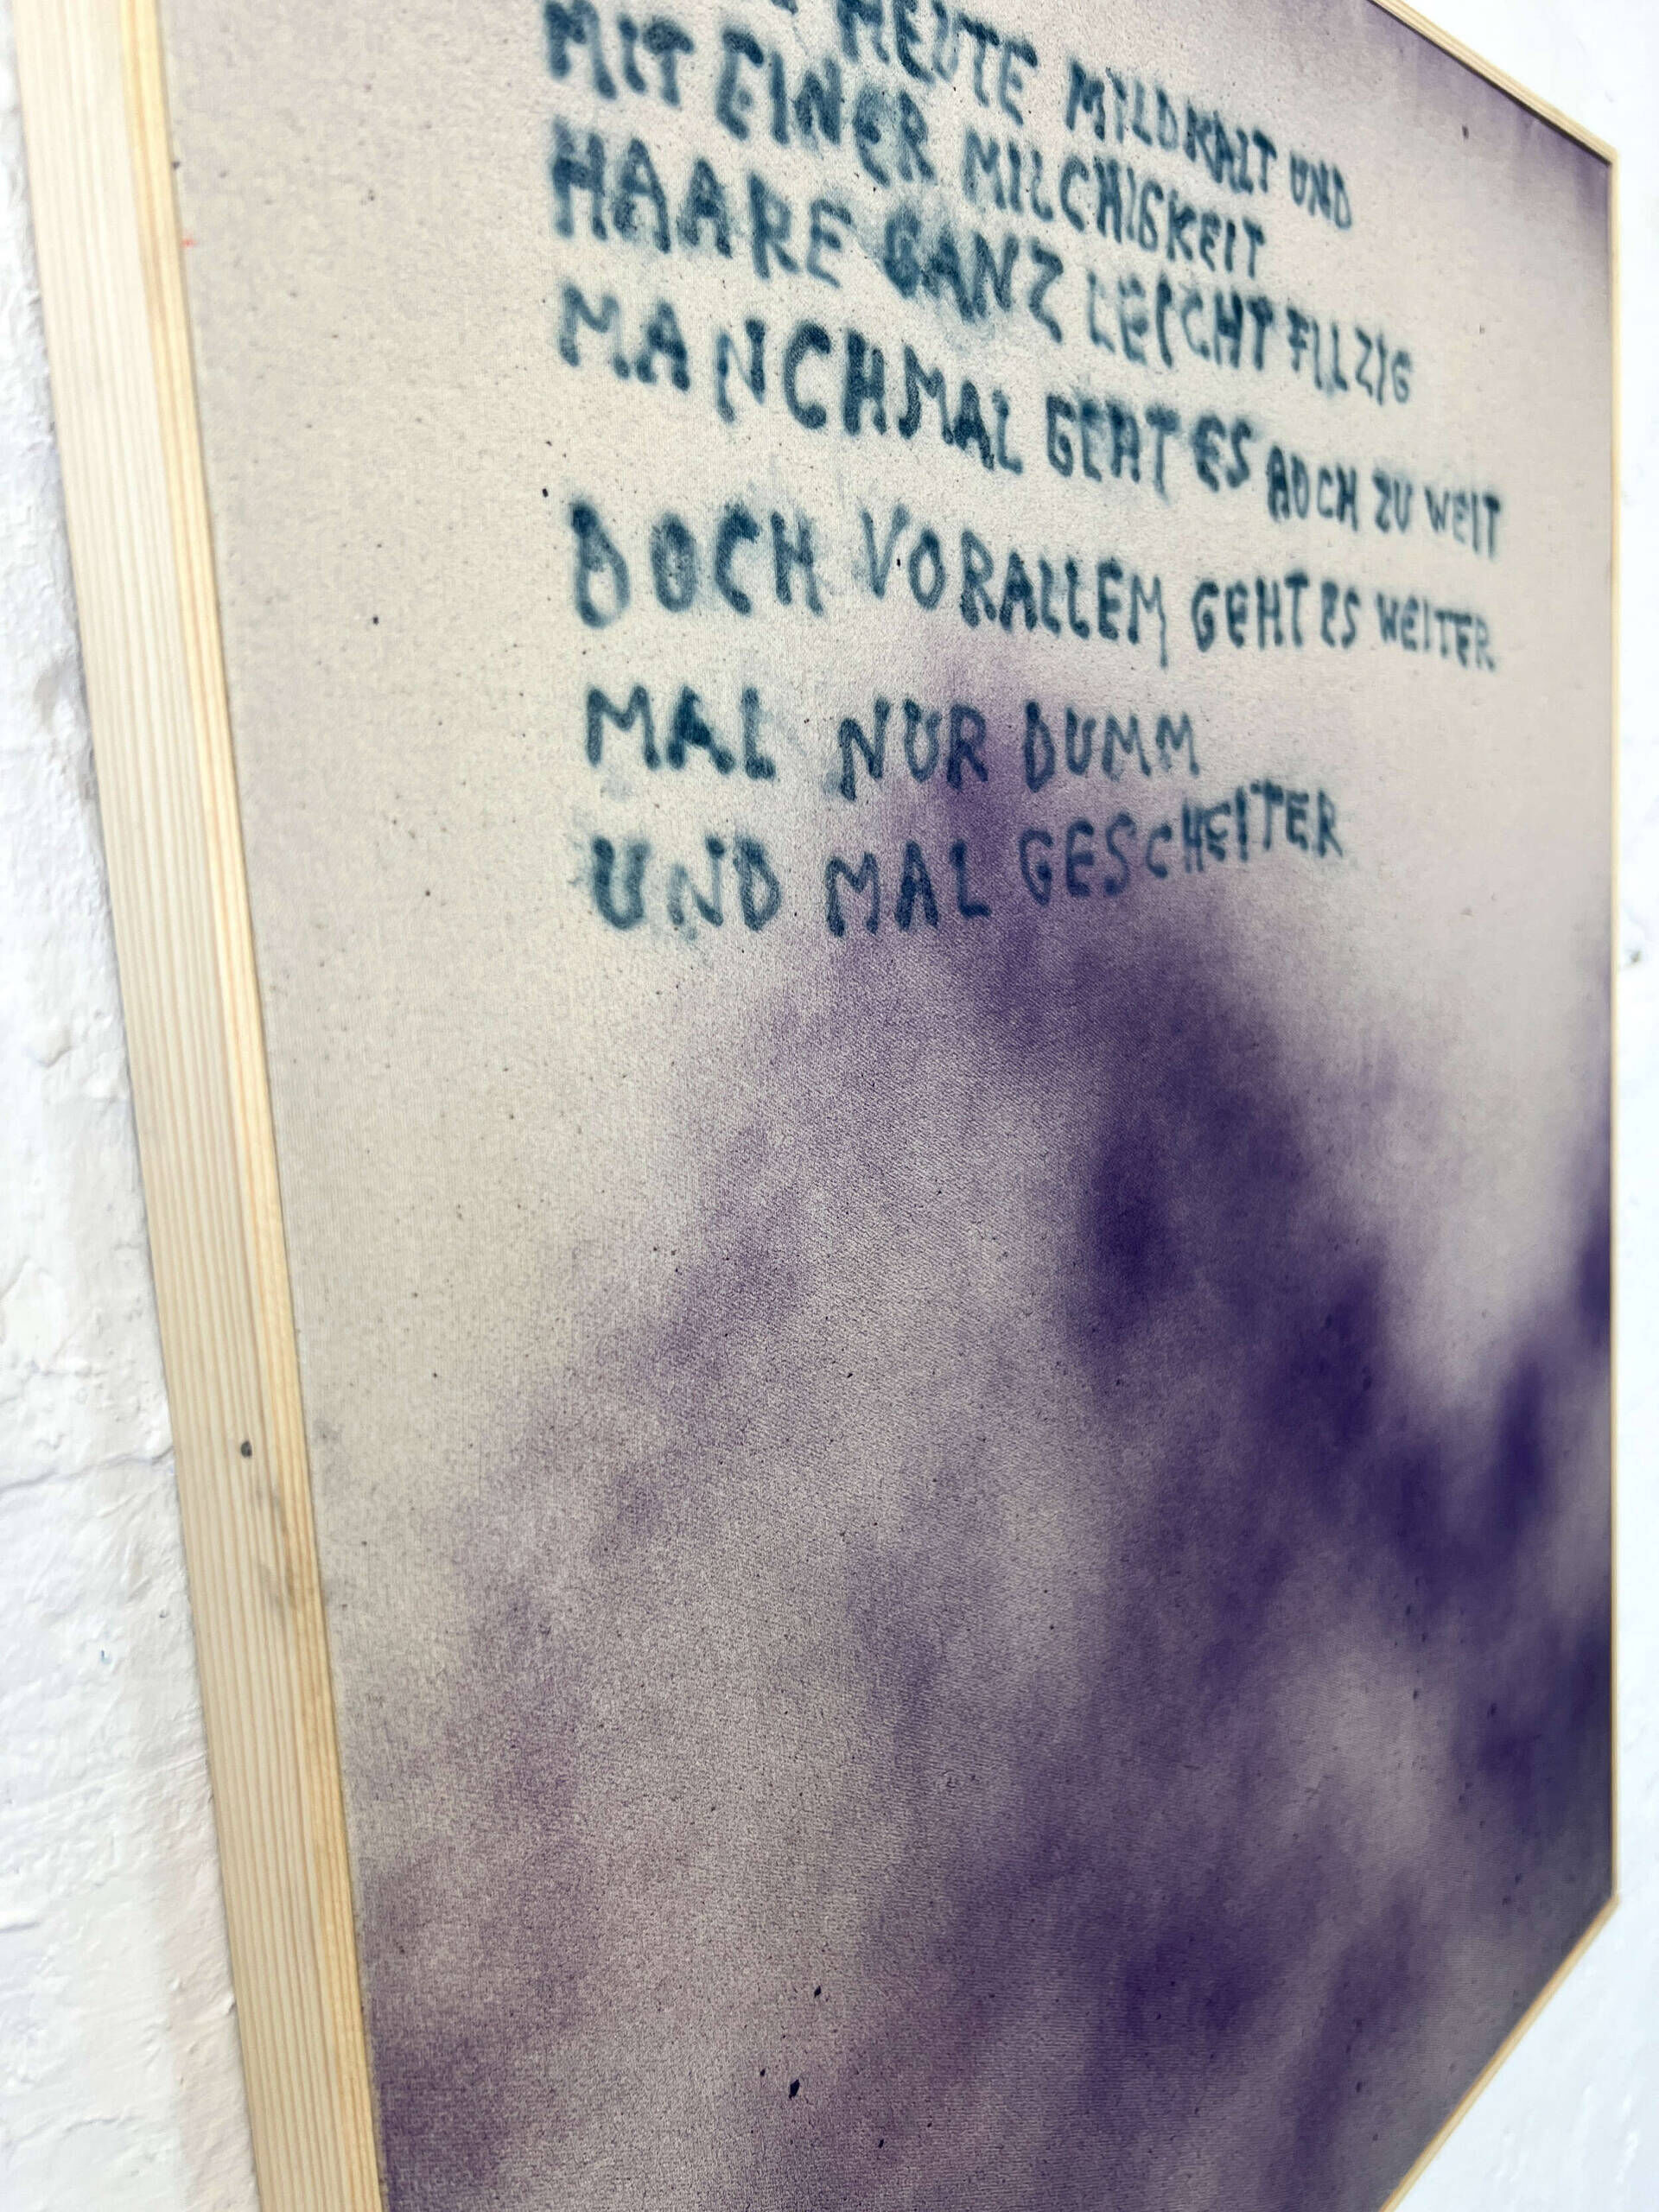 HEUTE MILDKALT UND
MIT EINER MILCHIGKEIT
HAARE GANZ LEICHT FILZIG
MANCHMAL GEHT ES AUCH ZU WEIT
DOCH VORALLEM GEHT ES WEITER
MAL NUR DUMM
UND MAL GESCHEITER